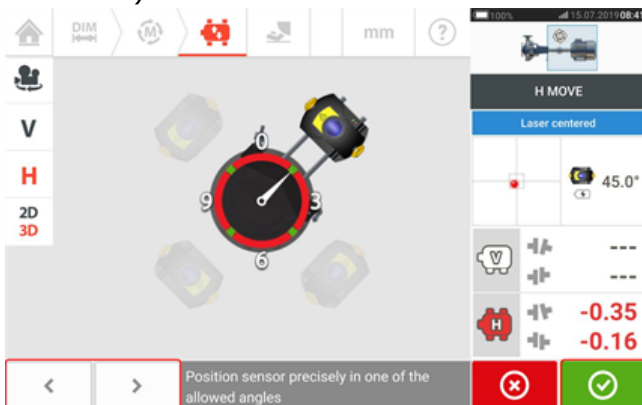 DIM
M
mm
?
100%
15.07.2019 08:41
V
H
2D
3D
0
3
6
9
H MOVE
Laser centered
45.0°
V
---
---
H
-0.35
-0.16
<
>
Position sensor precisely in one of the
allowed angles